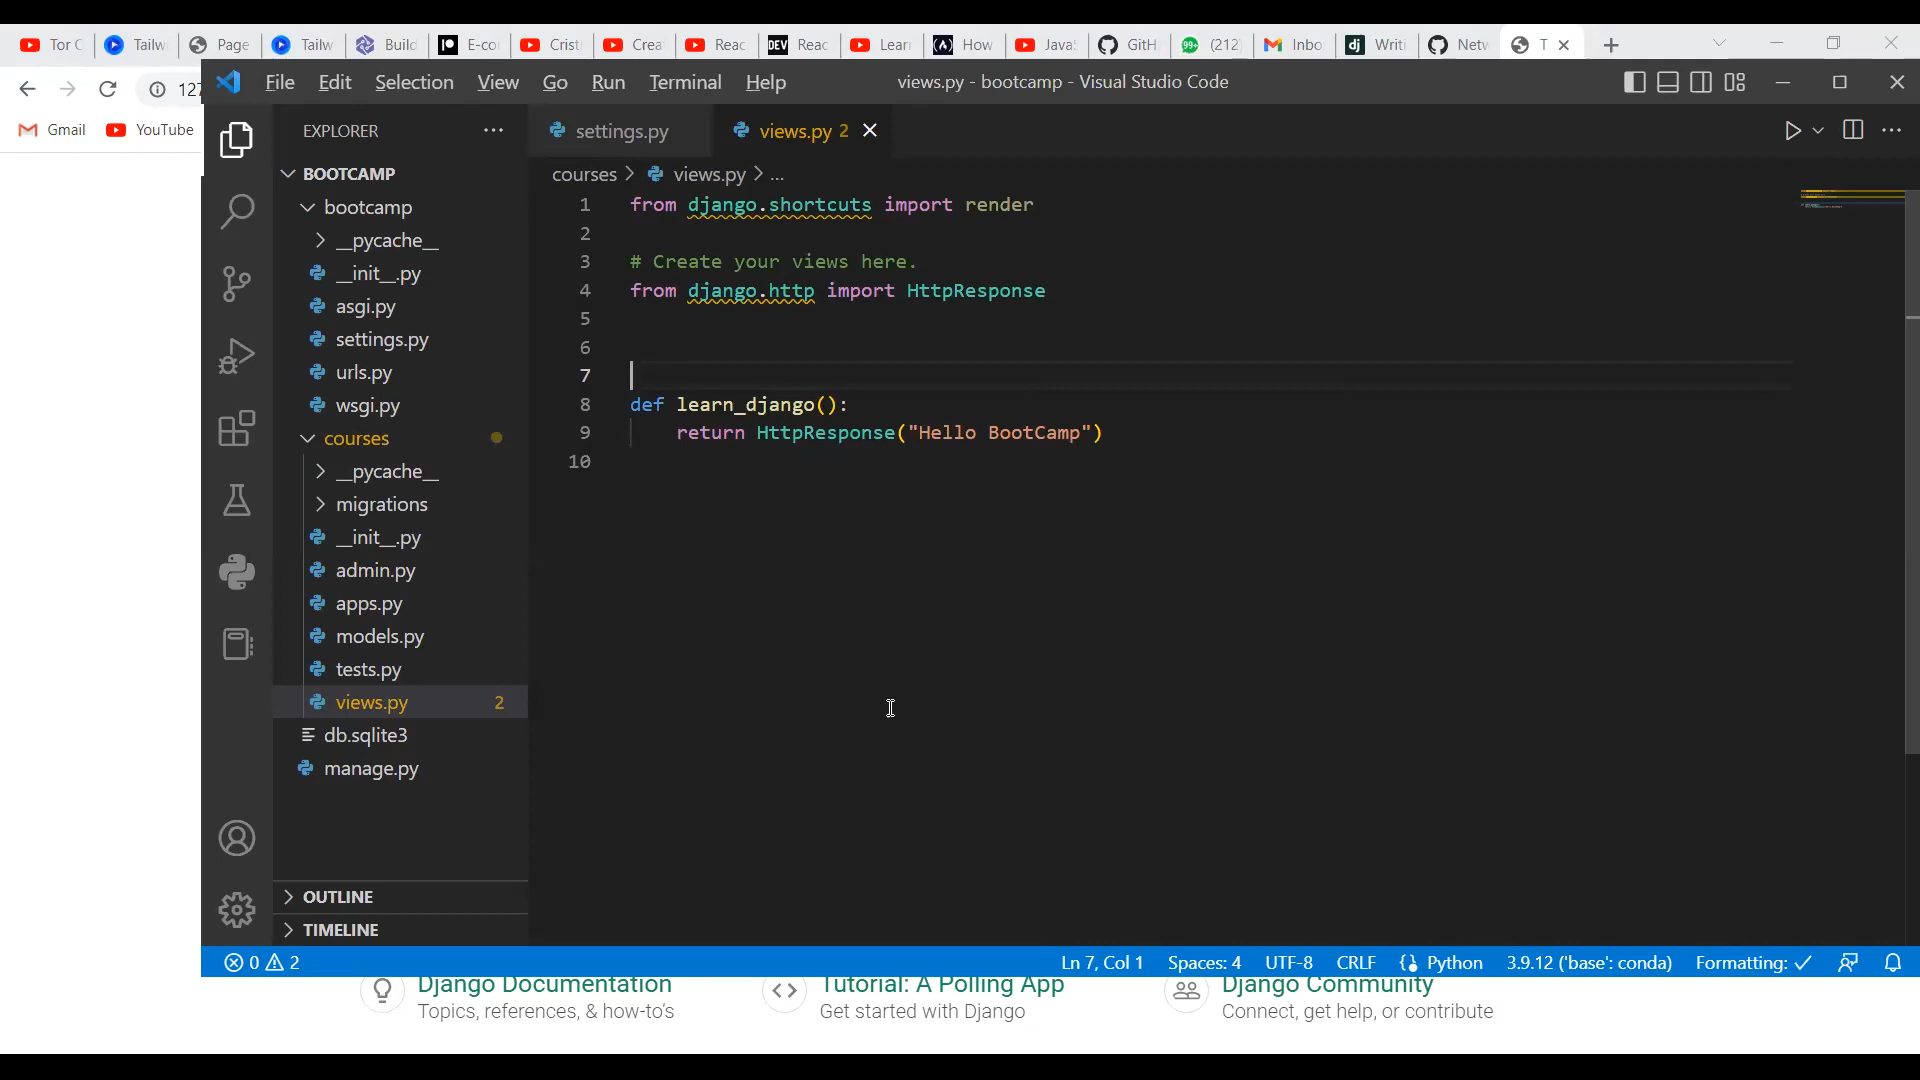 Tor C
Tailw
Page
Tailw
Build
E-co
Crist
Crea
Reac
DEV
Reac
Learn
(A)
How
Java
GitH
99+
(212
Inbo
dj
Writi
Netw
T
127
Gmail
YouTube
File Edit Selection View Go Run Terminal Help
views.py - bootcamp - Visual Studio Code
EXPLORER
settings.py
views.py 2
BOOTCAMP
courses > views.py > ...
bootcamp
__pycache__
__init__.py
asgi.py
settings.py
urls.py
wsgi.py
courses
__pycache__
migrations
__init__.py
admin.py
apps.py
models.py
tests.py
views.py 2
db.sqlite3
manage.py
OUTLINE
TIMELINE
1 from django.shortcuts import render
2
3 # Create your views here.
4 from django.http import HttpResponse
5
6
7
8 def learn_django():
9 return HttpResponse("Hello BootCamp")
10
0 2
Ln 7, Col 1 Spaces: 4 UTF-8 CRLF Python 3.9.12 ('base': conda) Formatting: ✓
Django Documentation
Topics, references, & how-to's
Tutorial: A Polling App
Get started with Django
Django Community
Connect, get help, or contribute